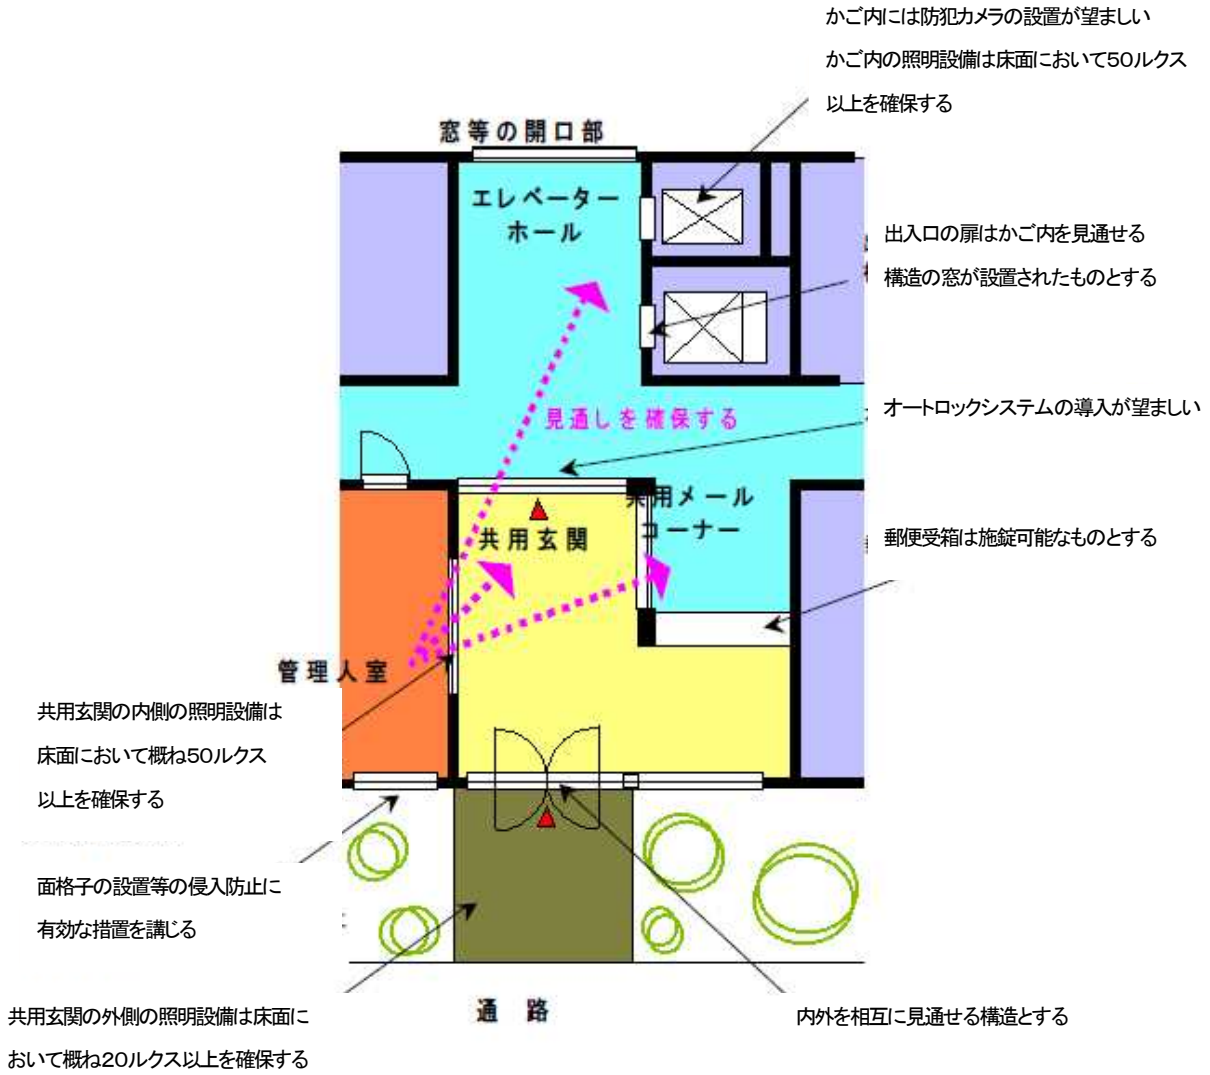 かご内には防犯カメラの設置が望ましい
かご内の照明設備は床面において50ルクス
以上を確保する
窓等の開口部
エレベーター
ホール
出入口の扉はかご内を見通せる
構造の窓が設置されたものとする
見通しを確保する
オートロックシステムの導入が望ましい
共用メール
コーナー
共用玄関
郵便受箱は施錠可能なものとする
管理人室
共用玄関の内側の照明設備は
床面において概ね50ルクス
以上を確保する
面格子の設置等の侵入防止に
有効な措置を講じる
共用玄関の外側の照明設備は床面に
おいて概ね20ルクス以上を確保する
通路
内外を相互に見通せる構造とする